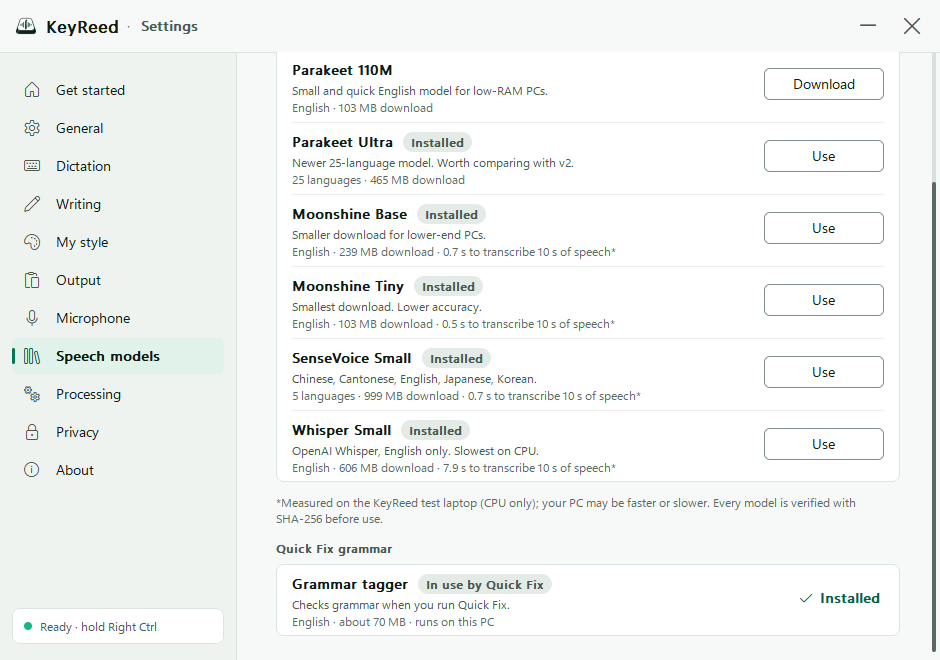 KeyReed · Settings
Get started
General
Dictation
Writing
My style
Output
Microphone
Speech models
Processing
Privacy
About
Ready · hold Right Ctrl
Parakeet 110M
Small and quick English model for low-RAM PCs.
English · 103 MB download
Download
Parakeet Ultra Installed
Newer 25-language model. Worth comparing with v2.
25 languages · 465 MB download
Use
Moonshine Base Installed
Smaller download for lower-end PCs.
English · 239 MB download · 0.7 s to transcribe 10 s of speech*
Use
Moonshine Tiny Installed
Smallest download. Lower accuracy.
English · 103 MB download · 0.5 s to transcribe 10 s of speech*
Use
SenseVoice Small Installed
Chinese, Cantonese, English, Japanese, Korean.
5 languages · 999 MB download · 0.7 s to transcribe 10 s of speech*
Use
Whisper Small Installed
OpenAI Whisper, English only. Slowest on CPU.
English · 606 MB download · 7.9 s to transcribe 10 s of speech*
Use
*Measured on the KeyReed test laptop (CPU only); your PC may be faster or slower. Every model is verified with
SHA-256 before use.
Quick Fix grammar
Grammar tagger In use by Quick Fix
Checks grammar when you run Quick Fix.
English · about 70 MB · runs on this PC
Installed